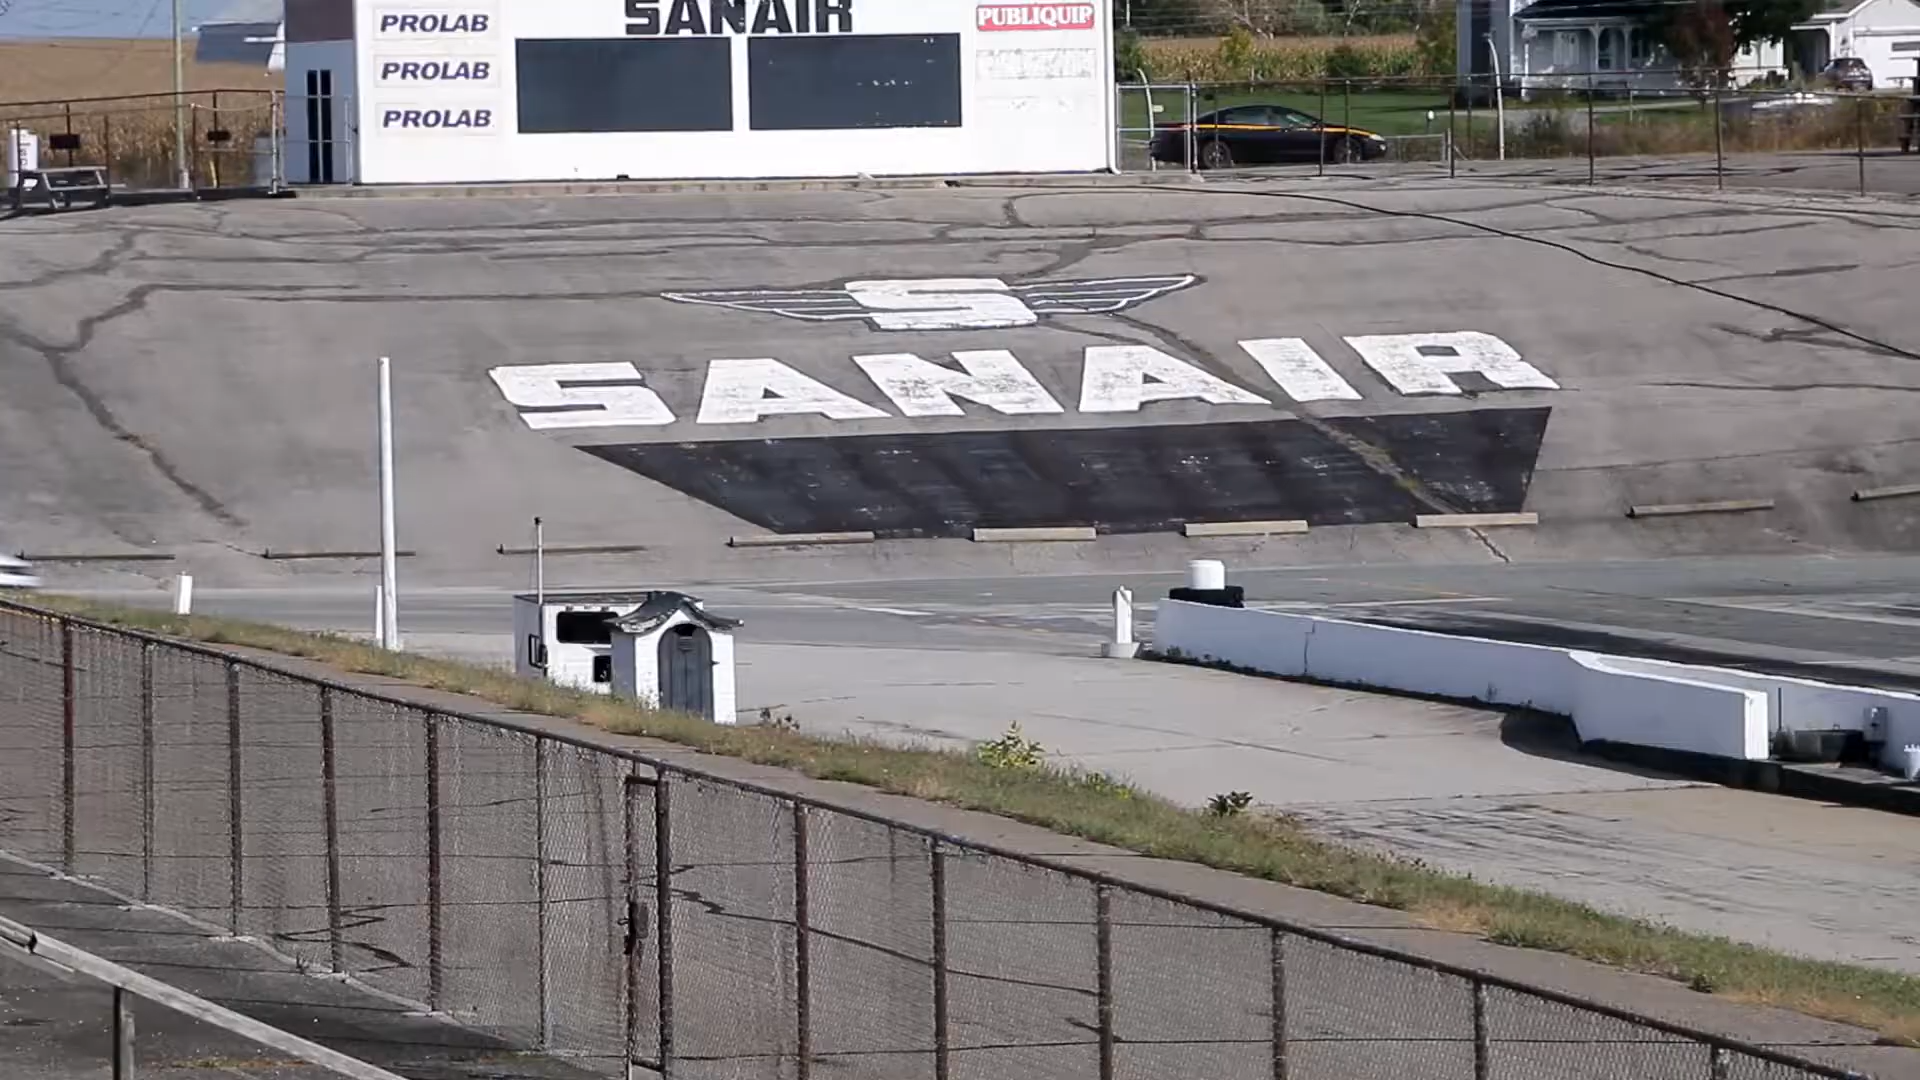 SANAIR
PROLAB
PROLAB
PROLAB
PUBLIQUIP
S
SANAIR